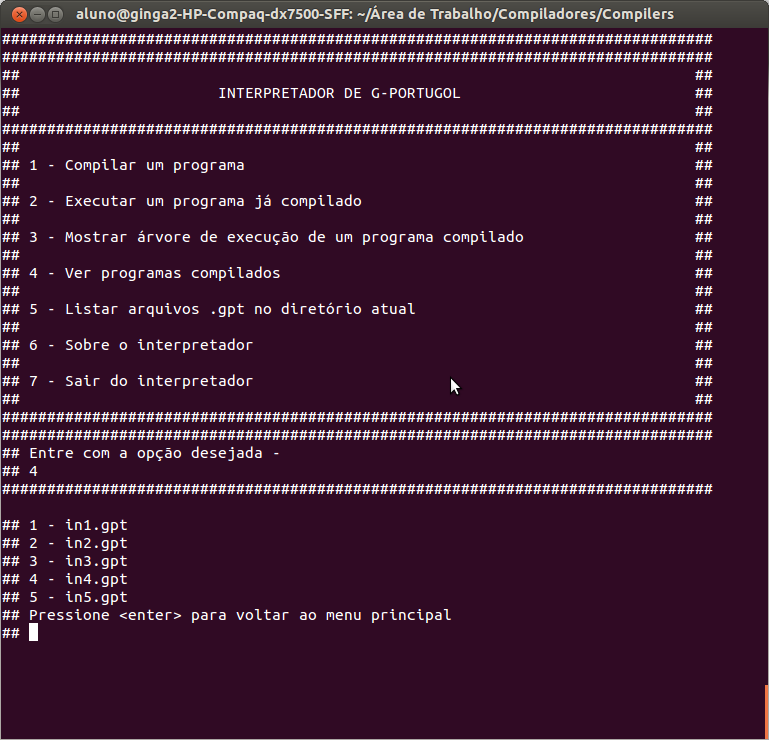 aluno@ginga2-HP-Compaq-dx7500-SFF: ~/Área de Trabalho/Compiladores/Compilers
###############################################################################
###############################################################################
## ##
## INTERPRETADOR DE G-PORTUGOL ##
## ##
###############################################################################
## ##
## 1 - Compilar um programa ##
## ##
## 2 - Executar um programa já compilado ##
## ##
## 3 - Mostrar árvore de execução de um programa compilado ##
## ##
## 4 - Ver programas compilados ##
## ##
## 5 - Listar arquivos .gpt no diretório atual ##
## ##
## 6 - Sobre o interpretador ##
## ##
## 7 - Sair do interpretador ##
## ##
###############################################################################
###############################################################################
## Entre com a opção desejada -
## 4
###############################################################################
## 1 - in1.gpt
## 2 - in2.gpt
## 3 - in3.gpt
## 4 - in4.gpt
## 5 - in5.gpt
## Pressione <enter> para voltar ao menu principal
##